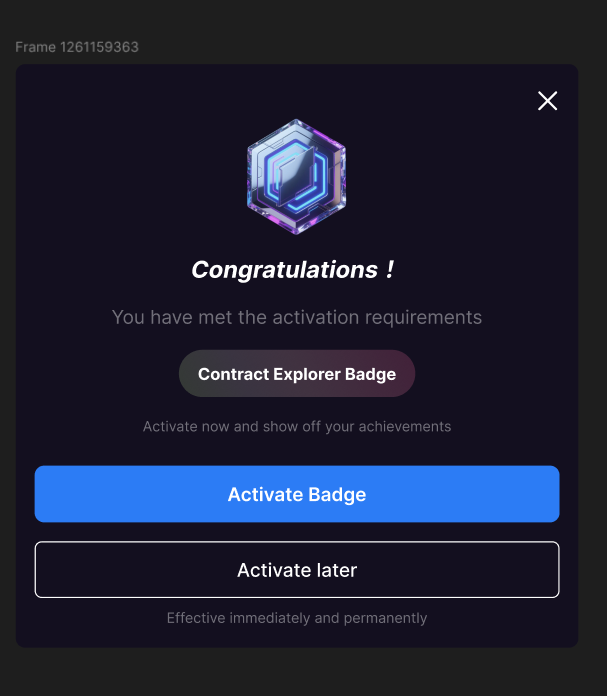 Frame 1261159363
Congratulations !
You have met the activation requirements
Contract Explorer Badge
Activate now and show off your achievements
Activate Badge
Activate later
Effective immediately and permanently